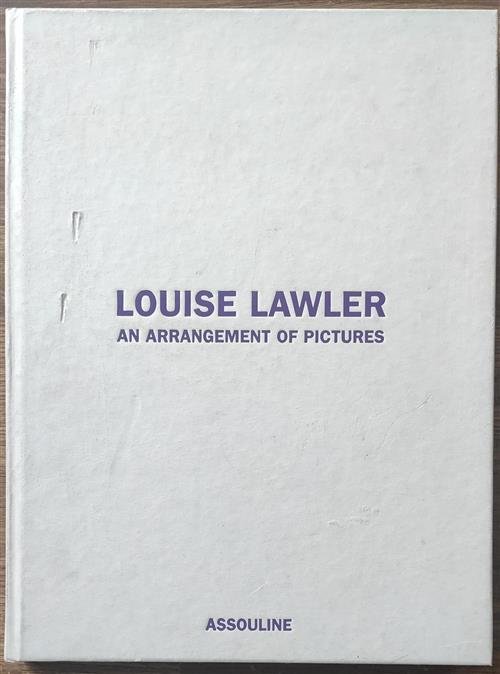 LOUISE LAWLER
AN ARRANGEMENT OF PICTURES
ASSOULINE